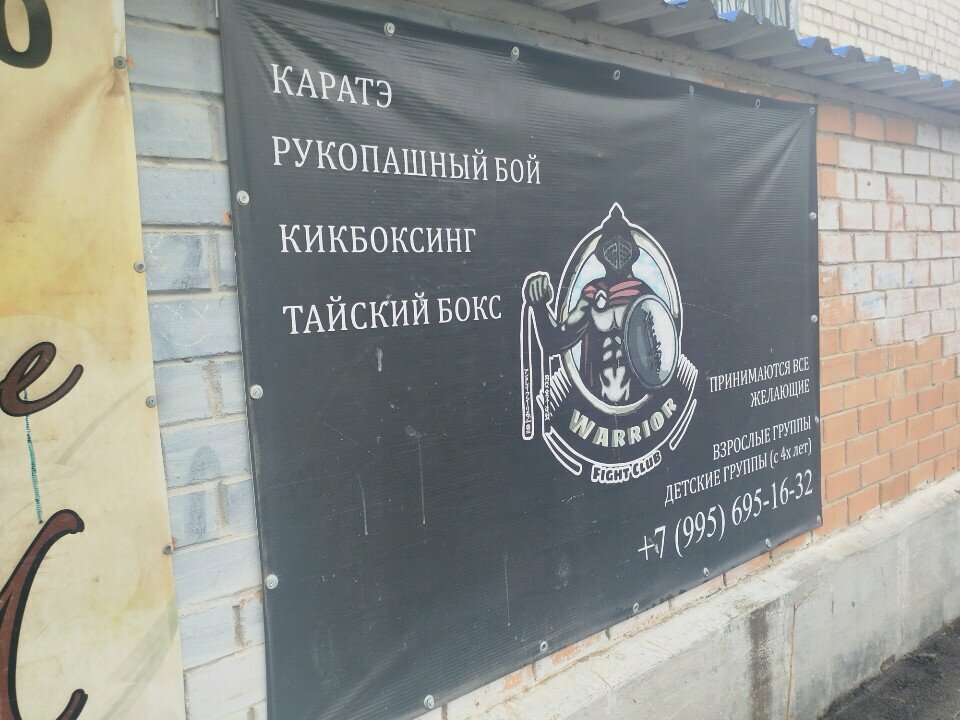 КАРАТЭ
РУКОПАШНЫЙ БОЙ
КИКБОКСИНГ
ТАЙСКИЙ БОКС
WARRIOR
FIGHT CLUB
ПРИНИМАЮТСЯ ВСЕ
ЖЕЛАЮЩИЕ
ВЗРОСЛЫЕ ГРУППЫ
ДЕТСКИЕ ГРУППЫ (с 4х лет)
+7 (995) 695-16-32